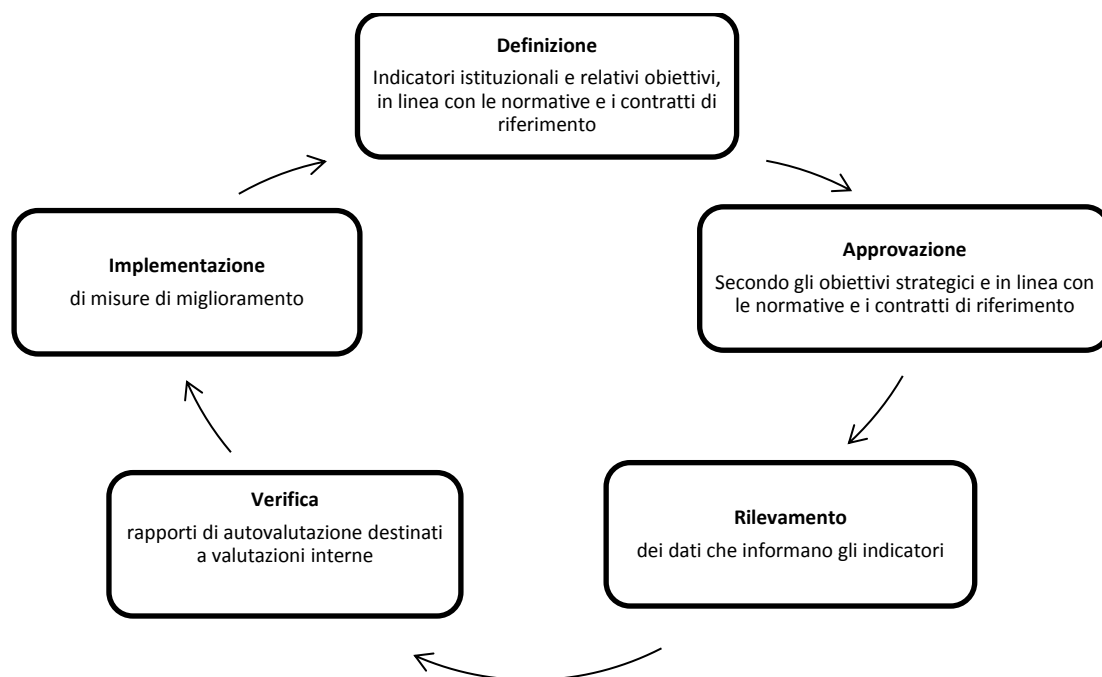 Definizione
Indicatori istituzionali e relativi obiettivi,
in linea con le normative e i contratti di
riferimento
Approvazione
Secondo gli obiettivi strategici e in linea con
le normative e i contratti di riferimento
Rilevamento
dei dati che informano gli indicatori
Verifica
rapporti di autovalutazione destinati
a valutazioni interne
Implementazione
di misure di miglioramento